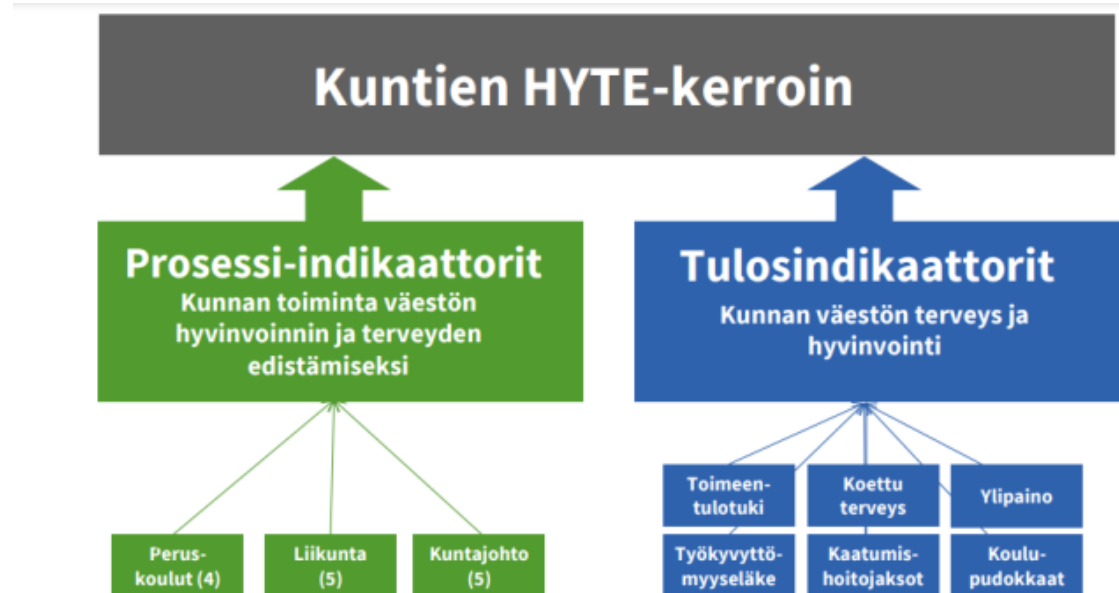 Kuntien HYTE-kerroin
Prosessi-indikaattorit
Kunnan toiminta väestön
hyvinvoinnin ja terveyden
edistämiseksi
Tulosindikaattorit
Kunnan väestön terveys ja
hyvinvointi
Perus-
koulut (4)
Liikunta
(5)
Kuntajohto
(5)
Toimeen-
tulotuki
Koettu
terveys
Ylipaino
Työkyvyttö-
myyseläke
Kaatumis-
hoitojaksot
Koulu-
pudokkaat